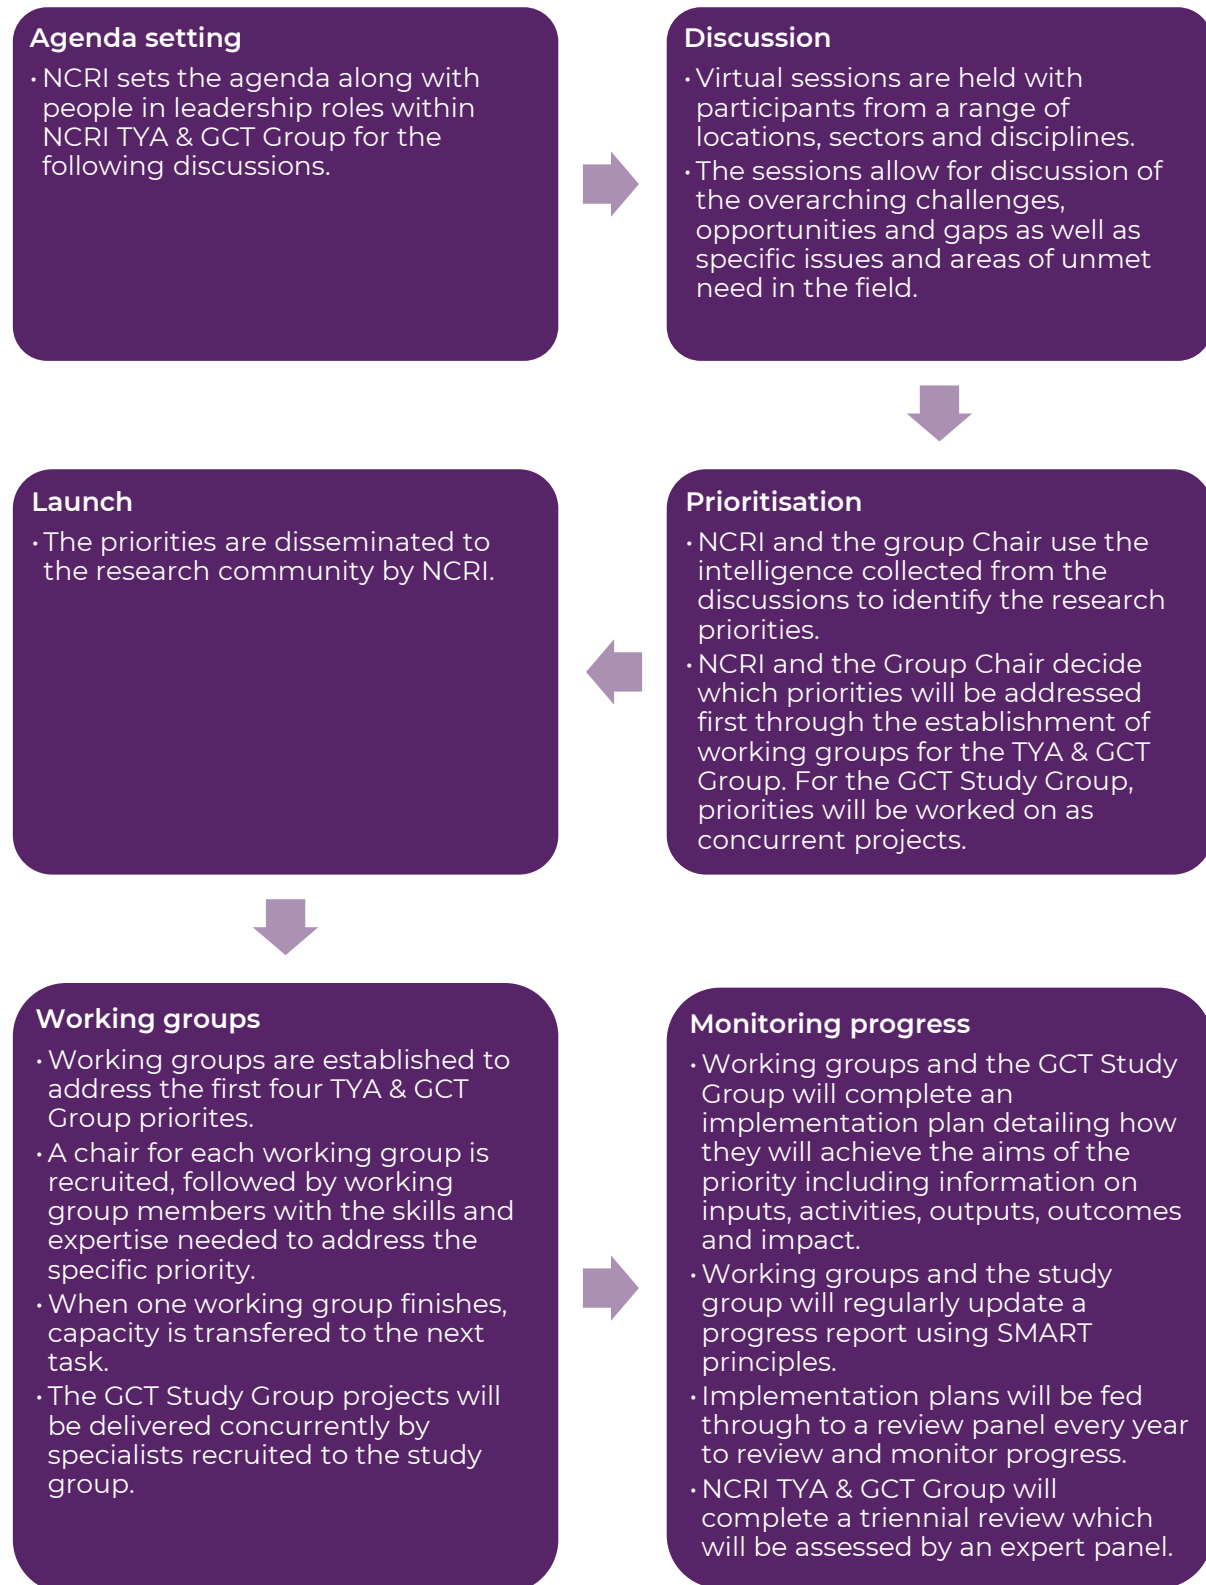 Agenda setting
· NCRI sets the agenda along with
people in leadership roles within
NCRI TYA & GCT Group for the
following discussions.
Discussion
· Virtual sessions are held with
participants from a range of
locations, sectors and disciplines.
· The sessions allow for discussion of
the overarching challenges,
opportunities and gaps as well as
specific issues and areas of unmet
need in the field.
Prioritisation
· NCRI and the group Chair use the
intelligence collected from the
discussions to identify the research
priorities.
· NCRI and the Group Chair decide
which priorities will be addressed
first through the establishment of
working groups for the TYA & GCT
Group. For the GCT Study Group,
priorities will be worked on as
concurrent projects.
Launch
· The priorities are disseminated to
the research community by NCRI.
Working groups
· Working groups are established to
address the first four TYA & GCT
Group priorites.
· A chair for each working group is
recruited, followed by working
group members with the skills and
expertise needed to address the
specific priority.
· When one working group finishes,
capacity is transfered to the next
task.
· The GCT Study Group projects will
be delivered concurrently by
specialists recruited to the study
group.
Monitoring progress
· Working groups and the GCT Study
Group will complete an
implementation plan detailing how
they will achieve the aims of the
priority including information on
inputs, activities, outputs, outcomes
and impact.
· Working groups and the study
group will regularly update a
progress report using SMART
principles.
· Implementation plans will be fed
through to a review panel every year
to review and monitor progress.
· NCRI TYA & GCT Group will
complete a triennial review which
will be assessed by an expert panel.